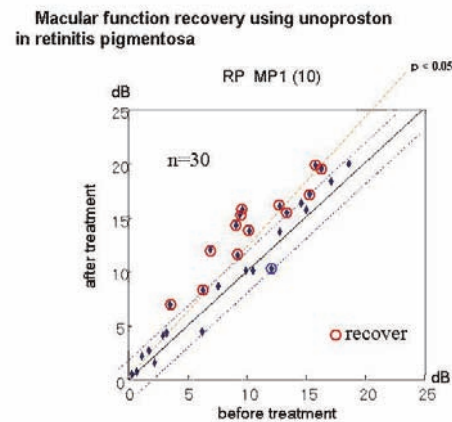 Macular function recovery using unoproston
in retinitis pigmentosa
p < 0.05
RP MP1 (10)
dB
25
20
15
10
5
0
n=30
after treatment
recover
0
5
10
15
20
25
dB
before treatment